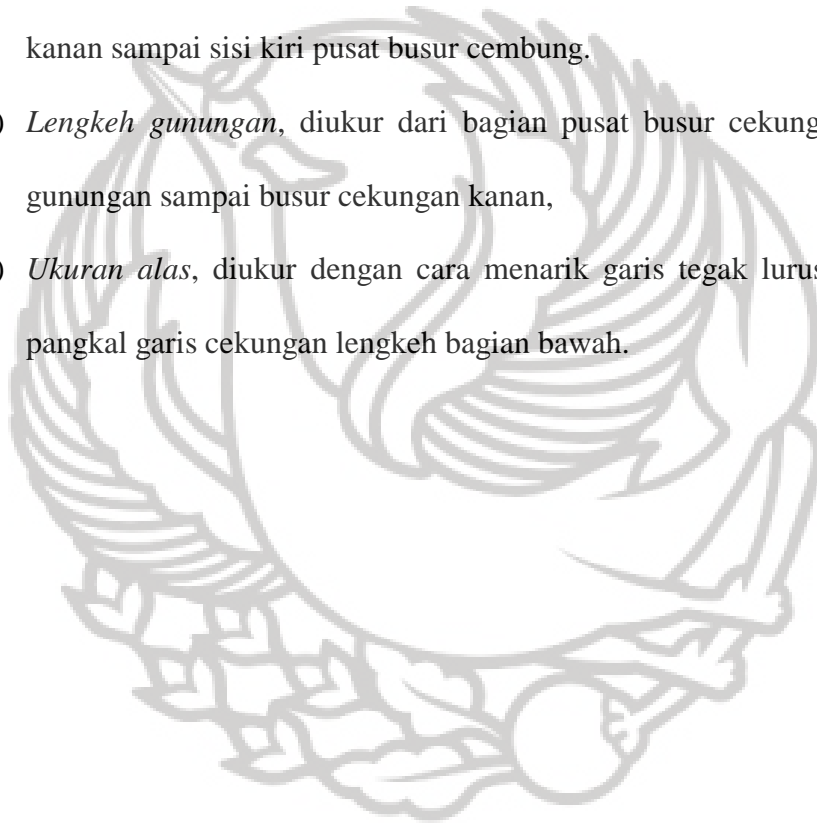 kanan sampai sisi kiri pusat busur cembung.
) Lengkeh gunungan, diukur dari bagian pusat busur cekung
gunungan sampai busur cekungan kanan,
) Ukuran alas, diukur dengan cara menarik garis tegak lurus
pangkal garis cekungan lengkeh bagian bawah.